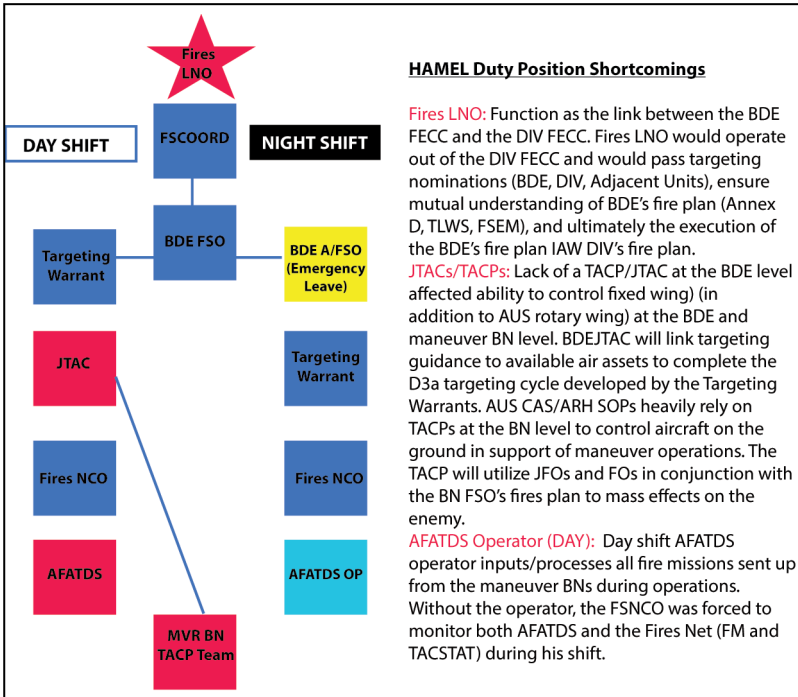 Fires
LNO
DAY SHIFT
FSCOORD
NIGHT SHIFT
BDE FSO
Targeting
Warrant
BDE A/FSO
(Emergency
Leave)
JTAC
Targeting
Warrant
Fires NCO
Fires NCO
AFATDS
AFATDS OP
MVR BN
TACP Team
HAMEL Duty Position Shortcomings
Fires LNO: Function as the link between the BDE
FECC and the DIV FECC. Fires LNO would operate
out of the DIV FECC and would pass targeting
nominations (BDE, DIV, Adjacent Units), ensure
mutual understanding of BDE's fire plan (Annex
D, TLWS, FSEM), and ultimately the execution of
the BDE's fire plan IAW DIV's fire plan.
JTACs/TACPs: Lack of a TACP/JTAC at the BDE level
affected ability to control fixed wing) (in
addition to AUS rotary wing) at the BDE and
maneuver BN level. BDEJTAC will link targeting
guidance to available air assets to complete the
D3a targeting cycle developed by the Targeting
Warrants. AUS CAS/ARH SOPs heavily rely on
TACPs at the BN level to control aircraft on the
ground in support of maneuver operations. The
TACP will utilize JFOs and FOs in conjunction with
the BN FSO's fires plan to mass effects on the
enemy.
AFATDS Operator (DAY): Day shift AFATDS
operator inputs/processes all fire missions sent up
from the maneuver BNs during operations.
Without the operator, the FSNCO was forced to
monitor both AFATDS and the Fires Net (FM and
TACSTAT) during his shift.